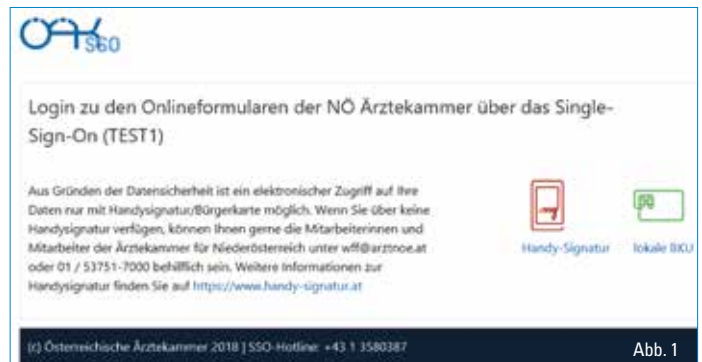 ÖÄK
SSO
Login zu den Onlineformularen der NÖ Ärztekammer über das Single-
Sign-On (TEST1)
Aus Gründen der Datensicherheit ist ein elektronischer Zugriff auf Ihre
Daten nur mit Handysignatur/Bürgerkarte möglich. Wenn Sie über keine
Handysignatur verfügen, können Ihnen gerne die Mitarbeiterinnen und
Mitarbeiter der Ärztekammer für Niederösterreich unter wff@arztnoe.at
oder 01 / 53751-7000 behilflich sein. Weitere Informationen zur
Handysignatur finden Sie auf https://www.handy-signatur.at
Handy-Signatur
lokale BKU
(c) Österreichische Ärztekammer 2018 | SSO-Hotline: +43 1 3580387
Abb. 1